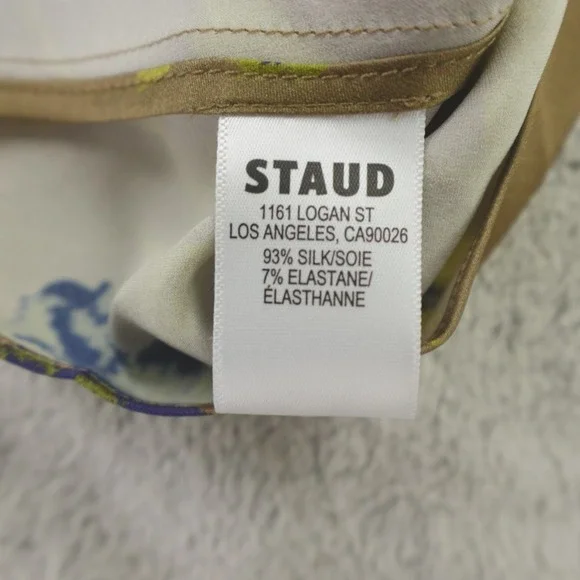 STAUD
1161 LOGAN ST
LOS ANGELES, CA90026
93% SILK/SOIE
7% ELASTANE/
ÉLASTHANNE